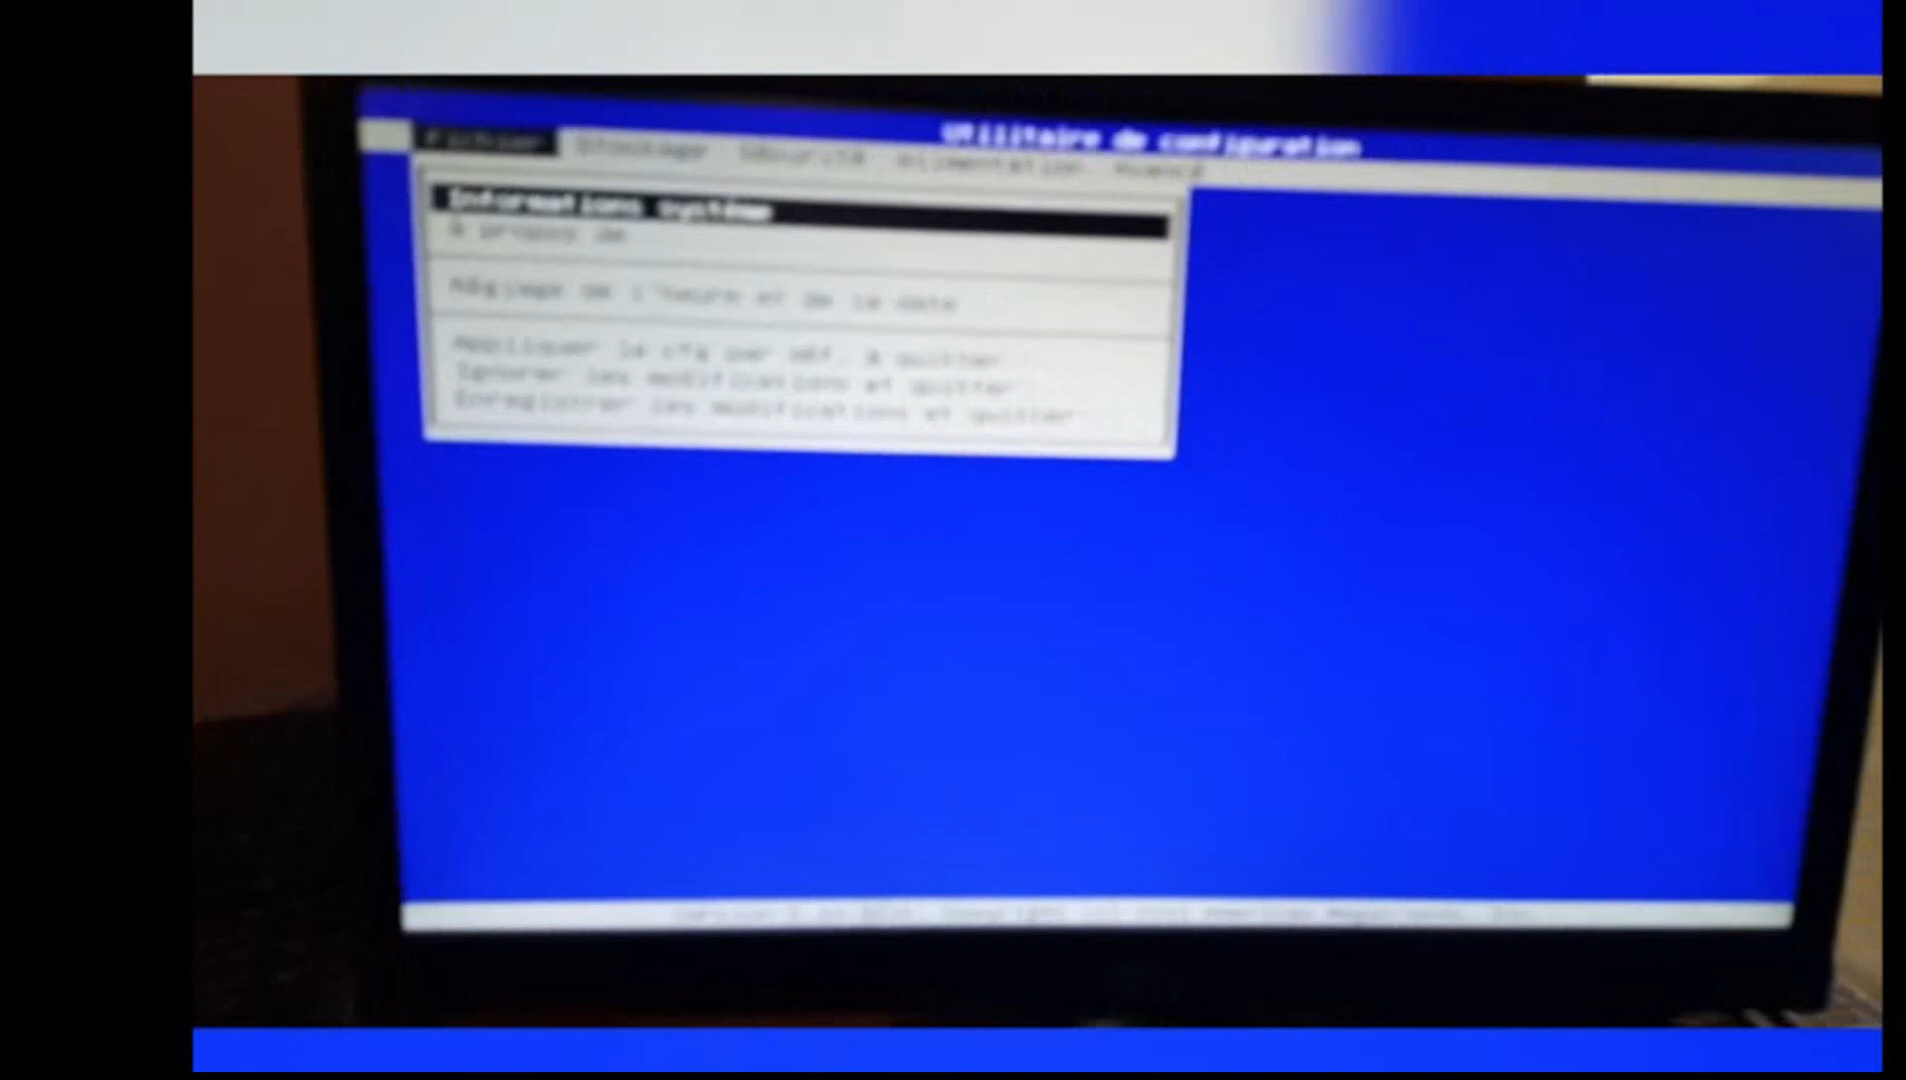 Utilitaire de configuration
Fichier Stockage Sécurité Alimentation Avancé
Informations système
À propos de
Réglage de l'heure et de la date
Appliquer la cfg par déf. & quitter
Ignorer les modifications et quitter
Enregistrer les modifications et quitter